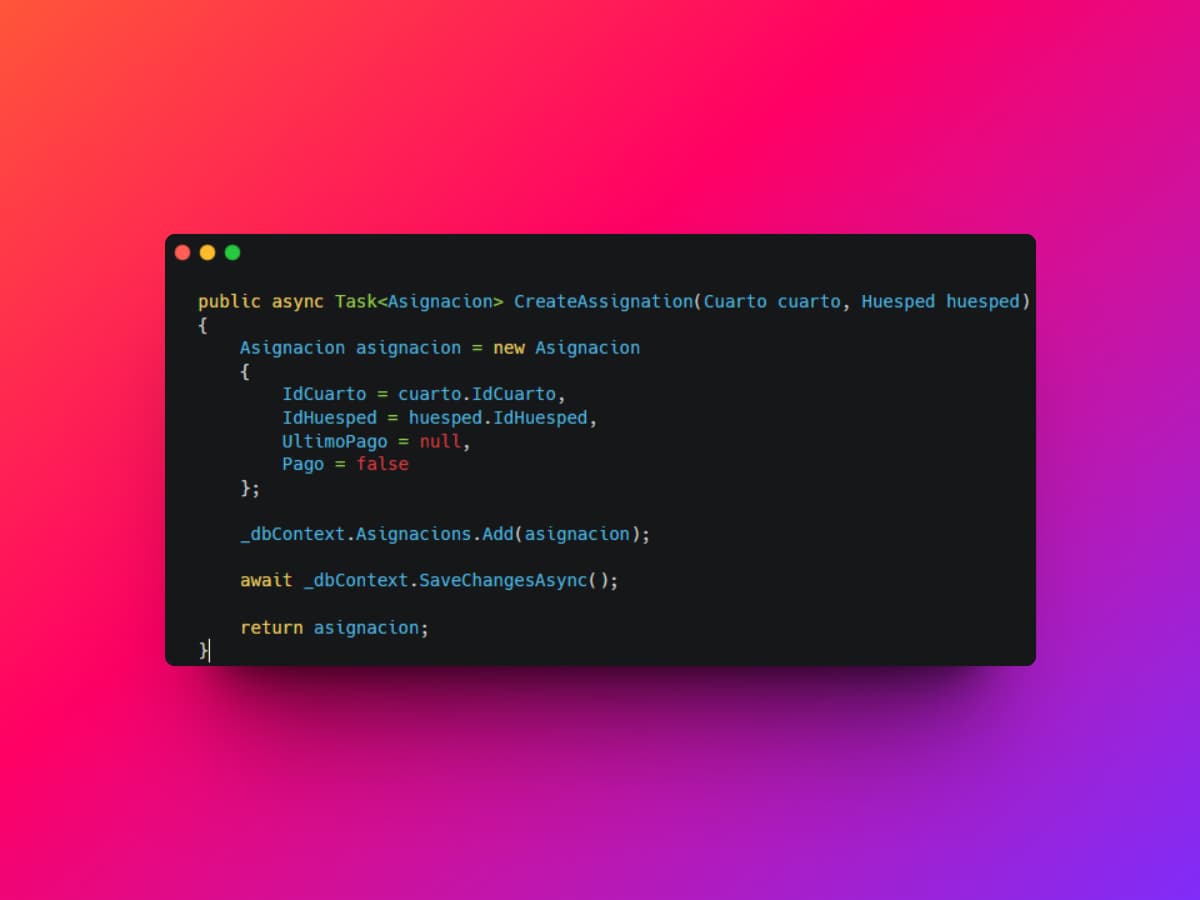 public async Task<Asignacion> CreateAssignation(Cuarto cuarto, Huesped huesped)
{
    Asignacion asignacion = new Asignacion
    {
        IdCuarto = cuarto.IdCuarto,
        IdHuesped = huesped.IdHuesped,
        UltimoPago = null,
        Pago = false
    };
    _dbContext.Asignacions.Add(asignacion);
    await _dbContext.SaveChangesAsync();
    return asignacion;
}